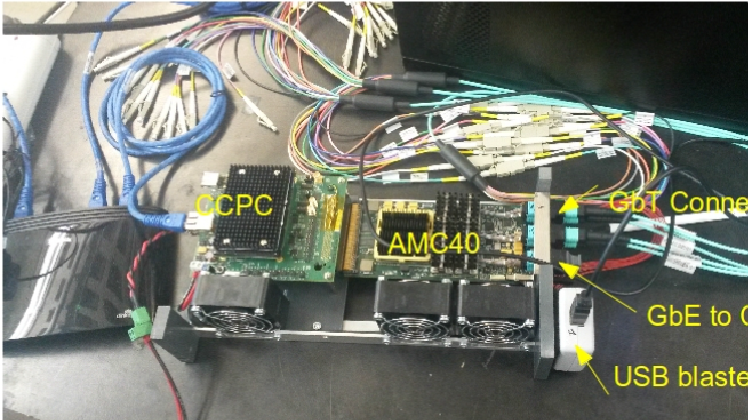 CCPC
GbT Conne
AMC40
GbE to
USB blaste